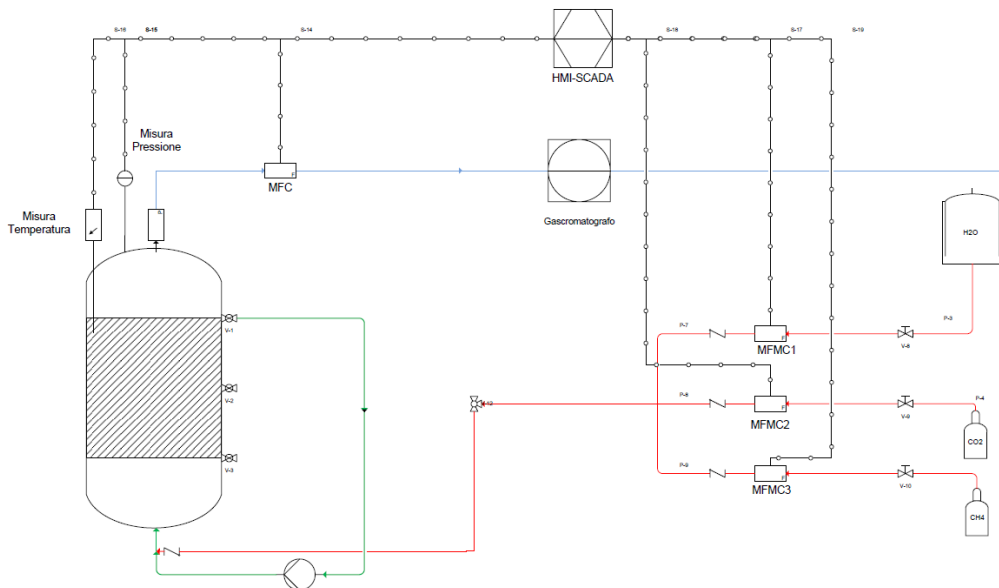 S-16
S-15
S-14
S-18
S-17
S-19
HMI-SCADA
Misura
Pressione
F
MFC
Gascromatografo
Misura
Temperatura
H2O
V-1
P-7
F
MFMC1
P-3
V-8
V-2
P-8
F
MFMC2
V-9
P-4
CO2
V-3
P-9
F
MFMC3
V-10
CH4